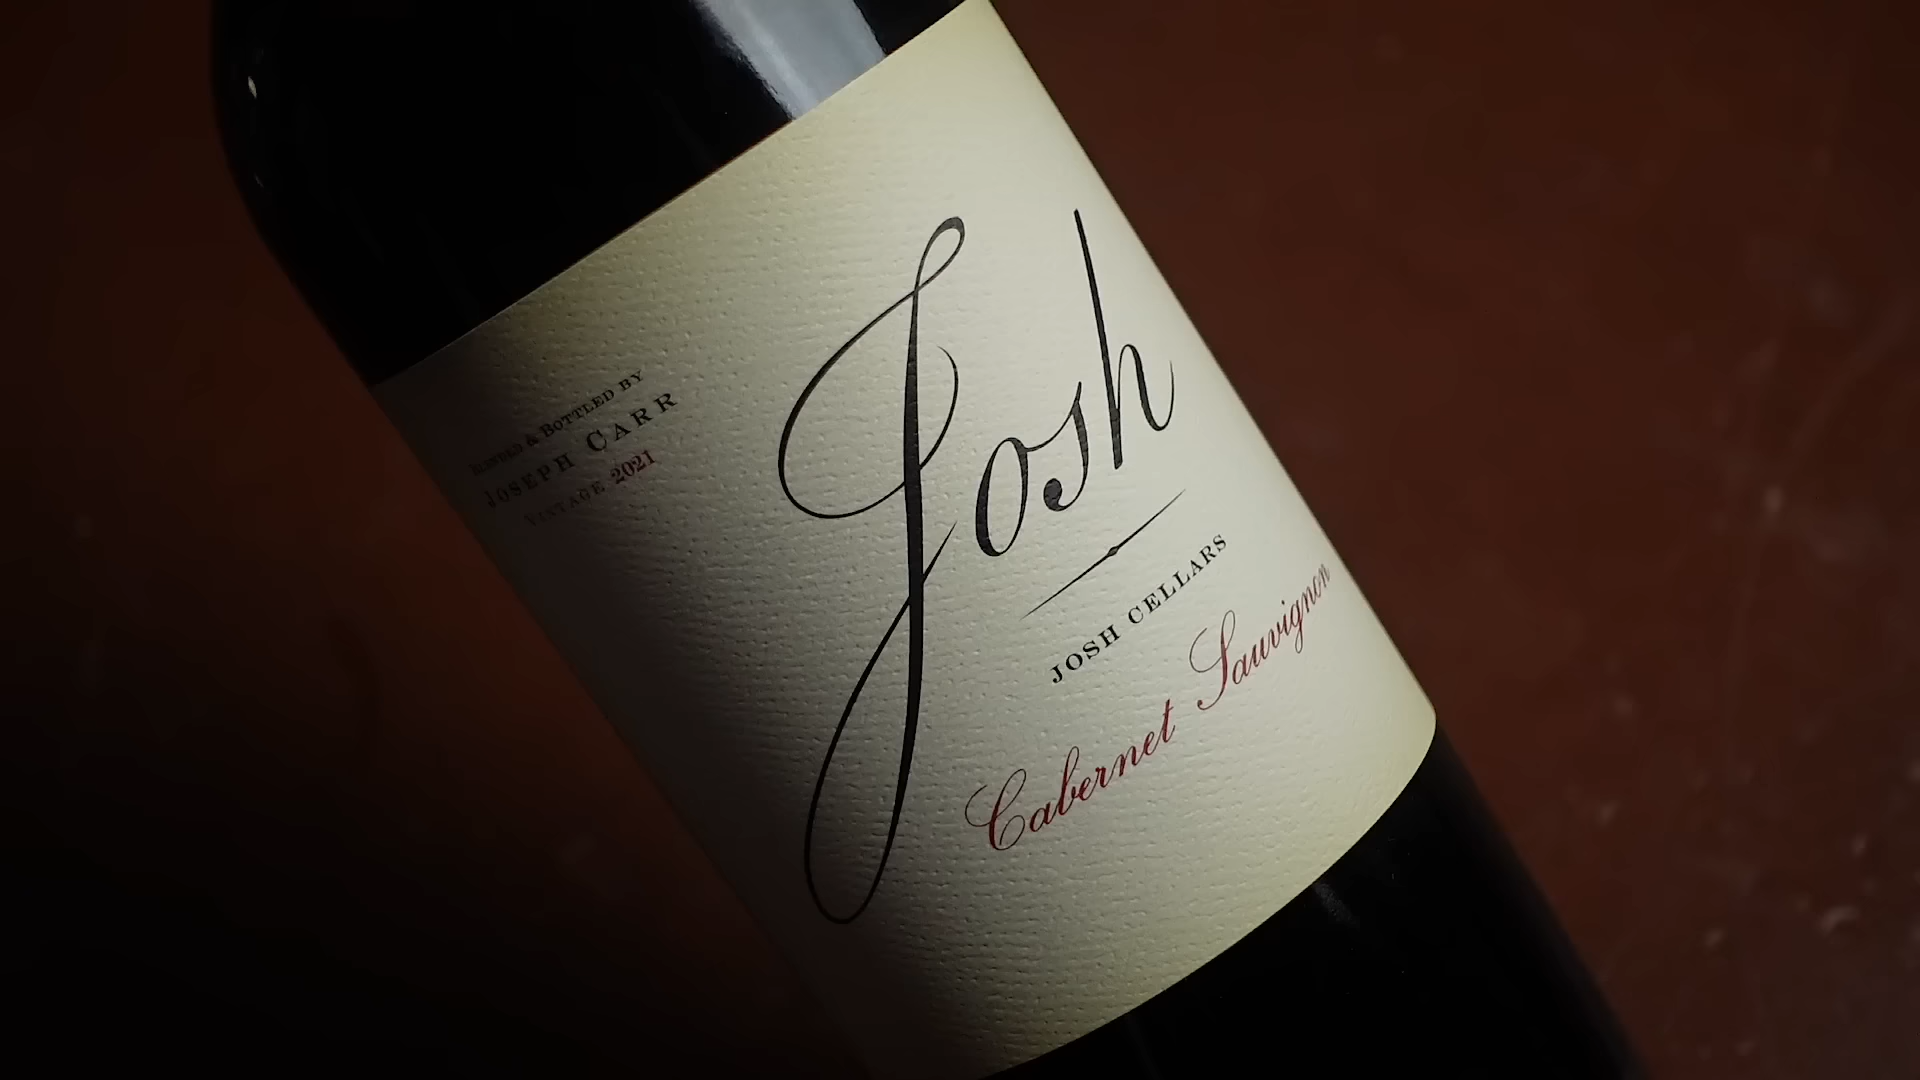 Blended & Bottled by
Joseph Carr
Vintage 2021
Josh
JOSH CELLARS
Cabernet Sauvignon